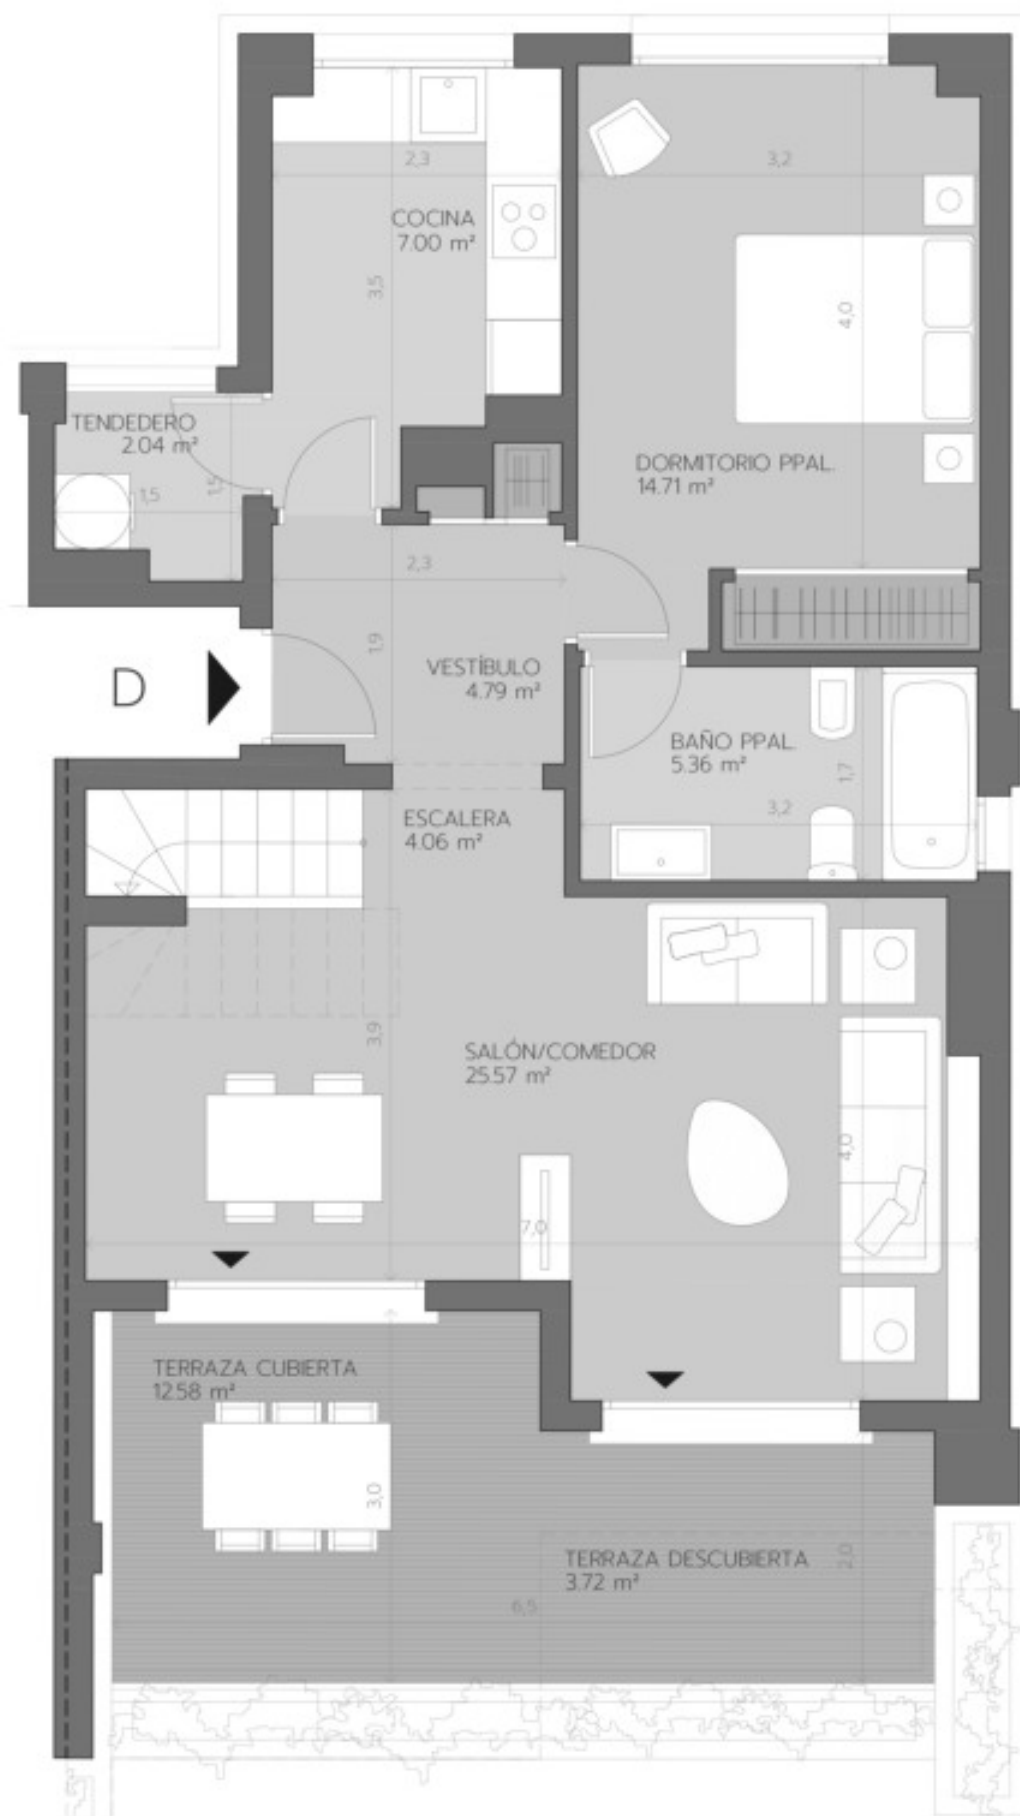 2,3
3,2
COCINA
7.00 m²
3,5
4,0
TENDEDERO
2.04 m²
1,5
1,5
DORMITORIO PPAL.
14.71 m²
2,3
1,9
VESTÍBULO
4.79 m²
D
BAÑO PPAL.
5.36 m²
1,7
3,2
ESCALERA
4.06 m²
3,9
SALÓN/COMEDOR
25.57 m²
4,0
7,0
TERRAZA CUBIERTA
12.58 m²
3,0
TERRAZA DESCUBIERTA
3.72 m²
2,0
6,5